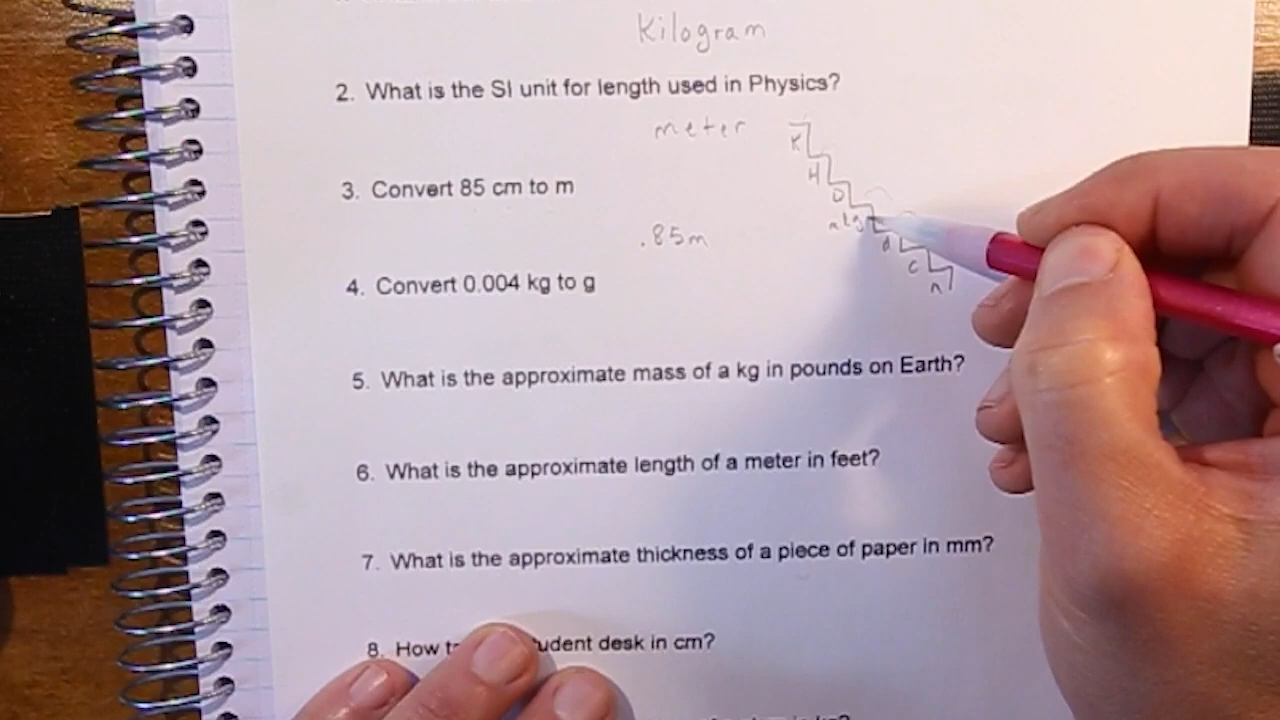 Kilogram
2. What is the SI unit for length used in Physics?
meter
K
H
D
3. Convert 85 cm to m
.85m
d
c
4. Convert 0.004 kg to g
5. What is the approximate mass of a kg in pounds on Earth?
6. What is the approximate length of a meter in feet?
7. What is the approximate thickness of a piece of paper in mm?
8. How student desk in cm?